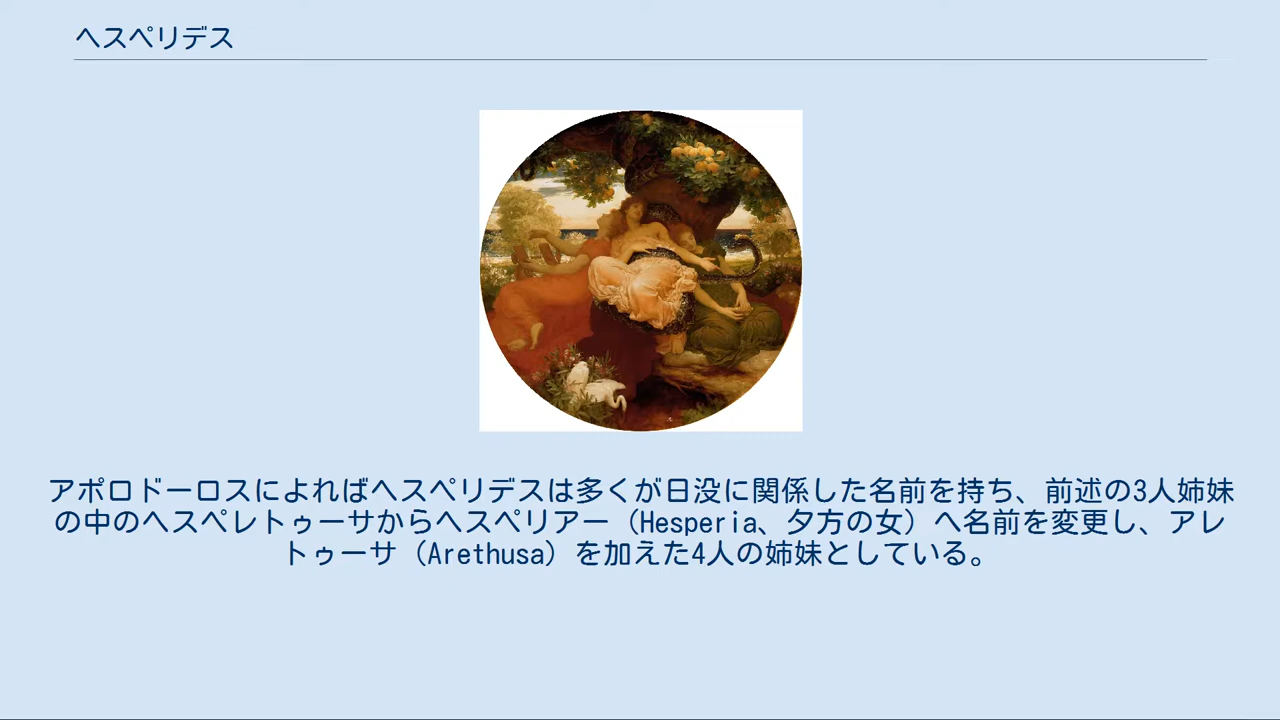 ヘスペリデス
アポロドーロスによればヘスペリデスは多くが日没に関係した名前を持ち、前述の3人姉妹
の中のヘスペレトゥーサからヘスペリアー（Hesperia、夕方の女）へ名前を変更し、アレ
トゥーサ（Arethusa）を加えた4人の姉妹としている。